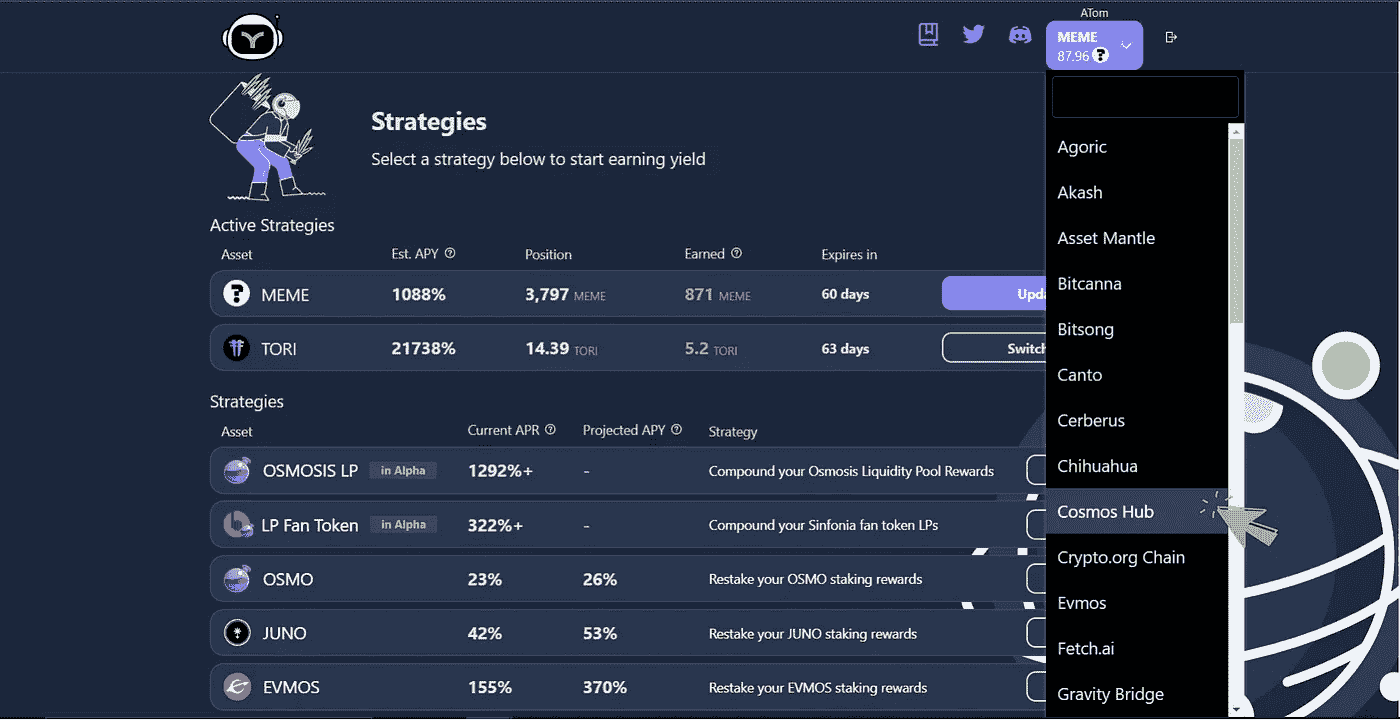 ATom
MEME
87.96
Strategies
Select a strategy below to start earning yield
Active Strategies
Asset Est. APY Position Earned Expires in
MEME 1088% 3,797 MEME 871 MEME 60 days
TORI 21738% 14.39 TORI 5.2 TORI 63 days Switch
Strategies
Asset Current APR Projected APY Strategy
OSMOSIS LP in Alpha 1292%+ - Compound your Osmosis Liquidity Pool Rewards
LP Fan Token in Alpha 322%+ - Compound your Sinfonia fan token LPs
OSMO 23% 26% Restake your OSMO staking rewards
JUNO 42% 53% Restake your JUNO staking rewards
EVMOS 155% 370% Restake your EVMOS staking rewards
Agoric
Akash
Asset Mantle
Bitcanna
Bitsong
Canto
Cerberus
Chihuahua
Cosmos Hub
Crypto.org Chain
Evmos
Fetch.ai
Gravity Bridge